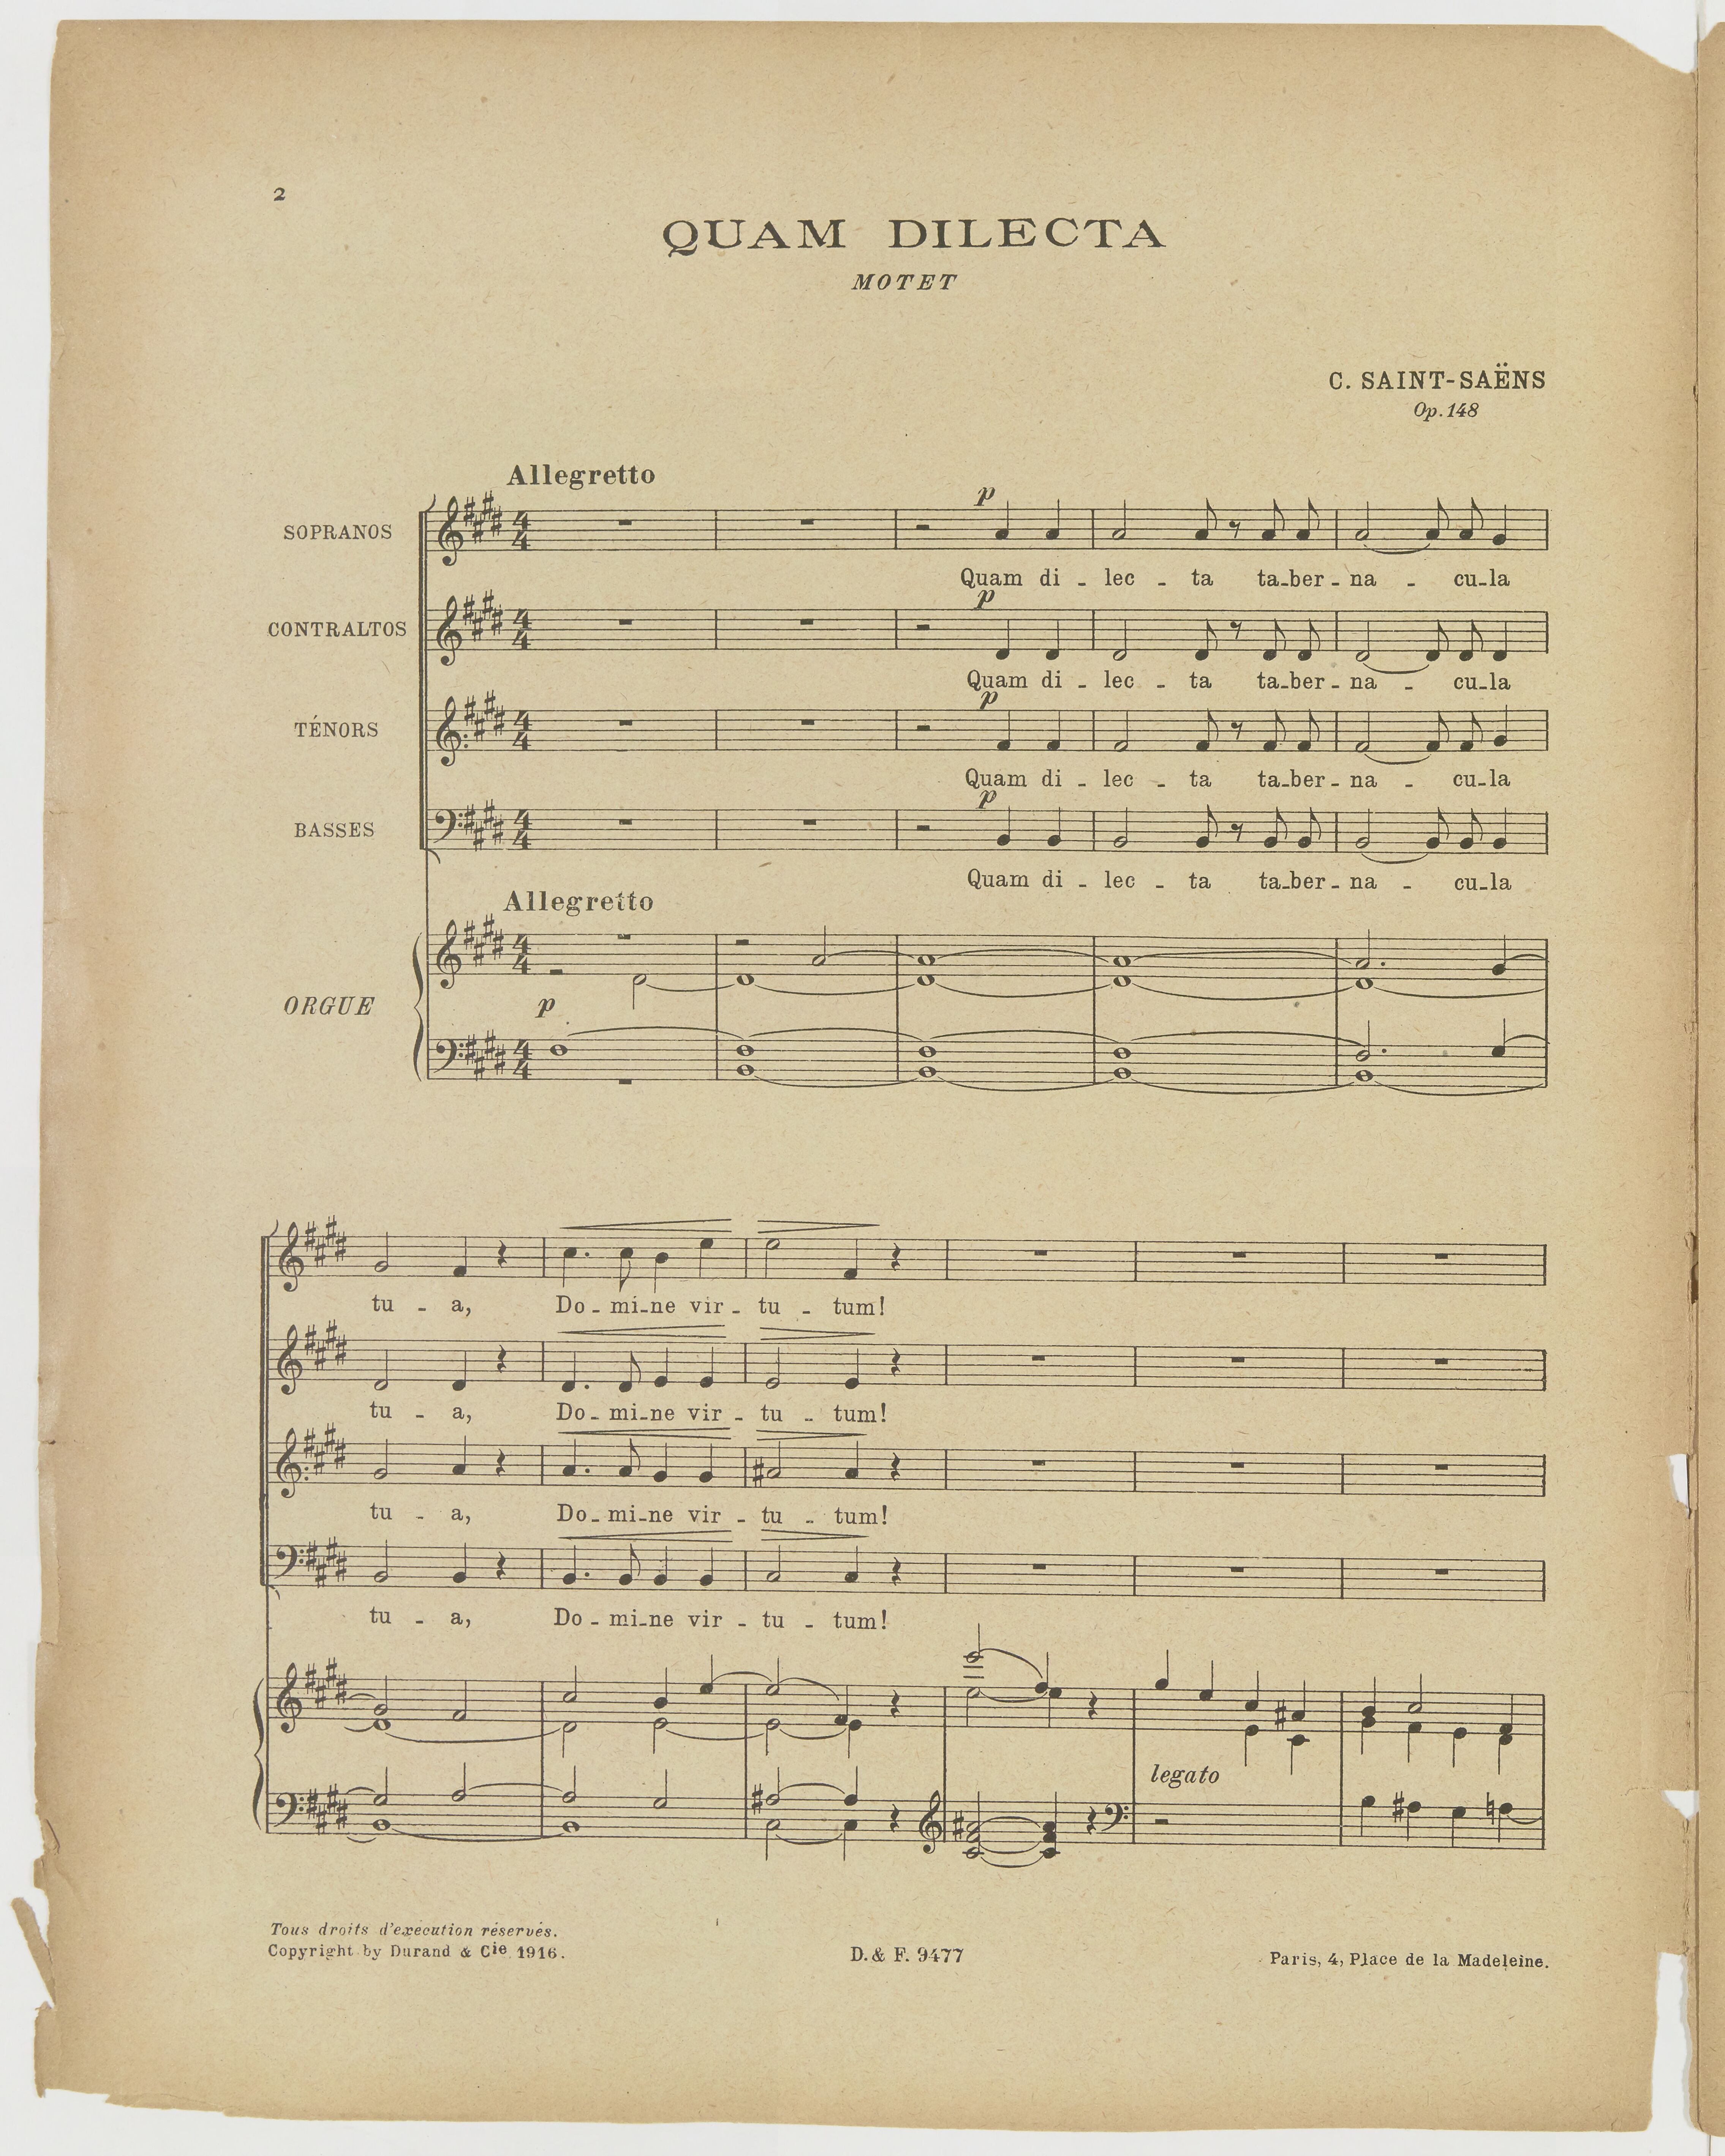 2
QUAM DILECTA
MOTET
C. SAINT-SAËNS
Op. 148
Allegretto
SOPRANOS
p
Quam di - lec - ta ta-ber - na - cu-la
CONTRALTOS
p
Quam di - lec - ta ta-ber - na - cu-la
TÉNORS
p
Quam di - lec - ta ta-ber - na - cu-la
BASSES
p
Quam di - lec - ta ta-ber - na - cu-la
Allegretto
ORGUE
p
tu - a, Do - mi-ne vir - tu - tum!
tu - a, Do - mi-ne vir - tu - tum!
tu - a, Do - mi-ne vir - tu - tum!
tu - a, Do - mi-ne vir - tu - tum!
legato
Tous droits d'exécution réservés.
Copyright by Durand & Cie 1916.
D. & F. 9477
Paris, 4, Place de la Madeleine.